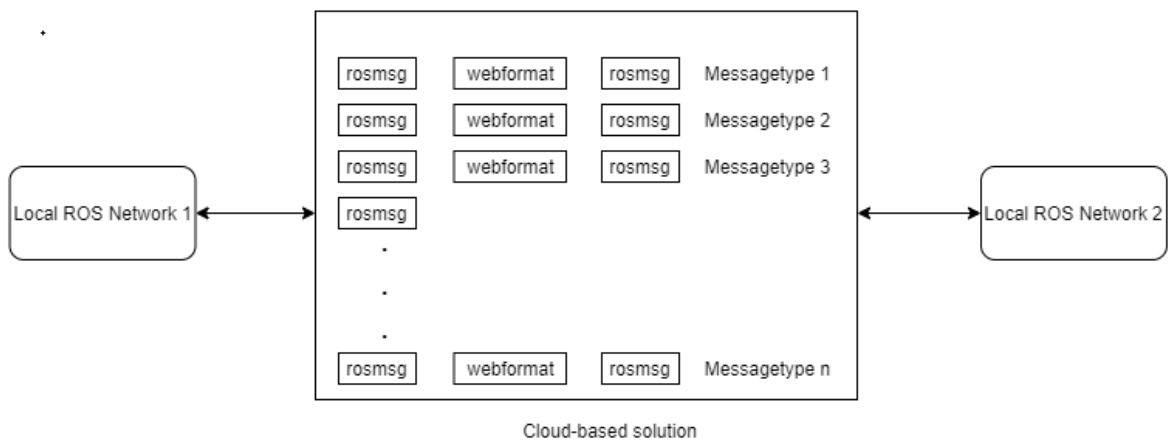 rosmsg webformat rosmsg Messagetype 1
rosmsg webformat rosmsg Messagetype 2
rosmsg webformat rosmsg Messagetype 3
Local ROS Network 1
rosmsg
Local ROS Network 2
rosmsg webformat rosmsg Messagetype n
Cloud-based solution